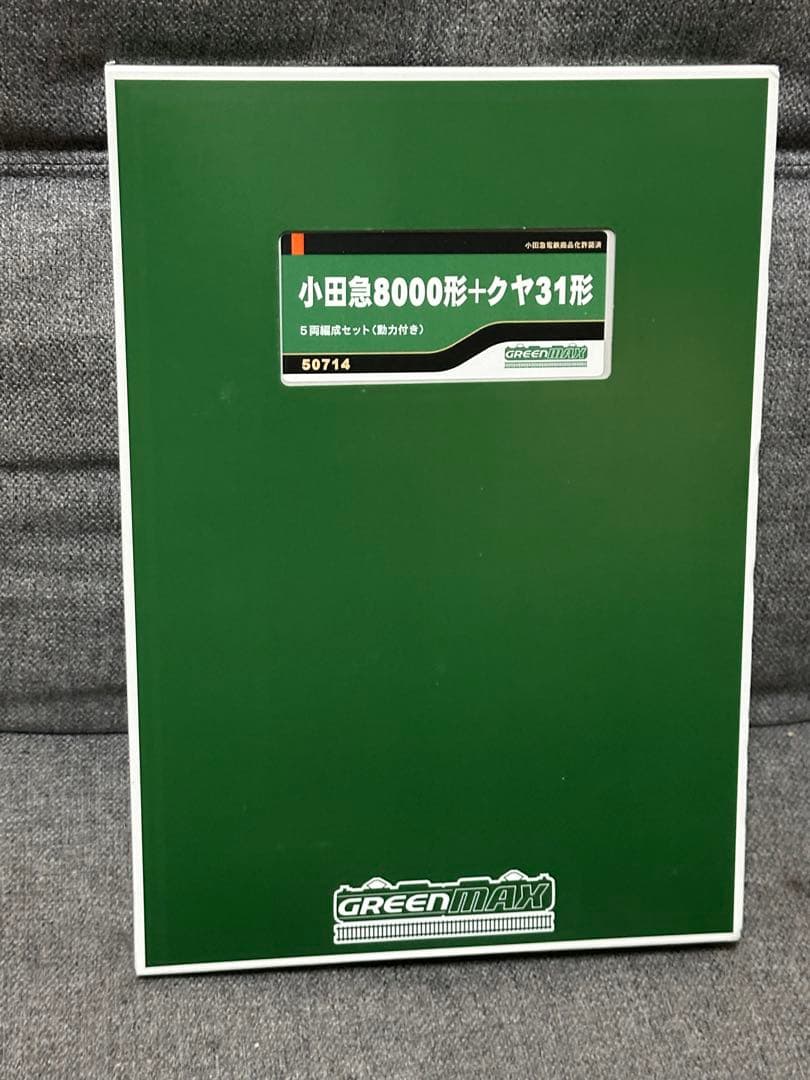 小田急電鉄商品化許諾済
小田急8000形+クヤ31形
5両編成セット(動力付き)
50714
GREENMAX
GREENMAX